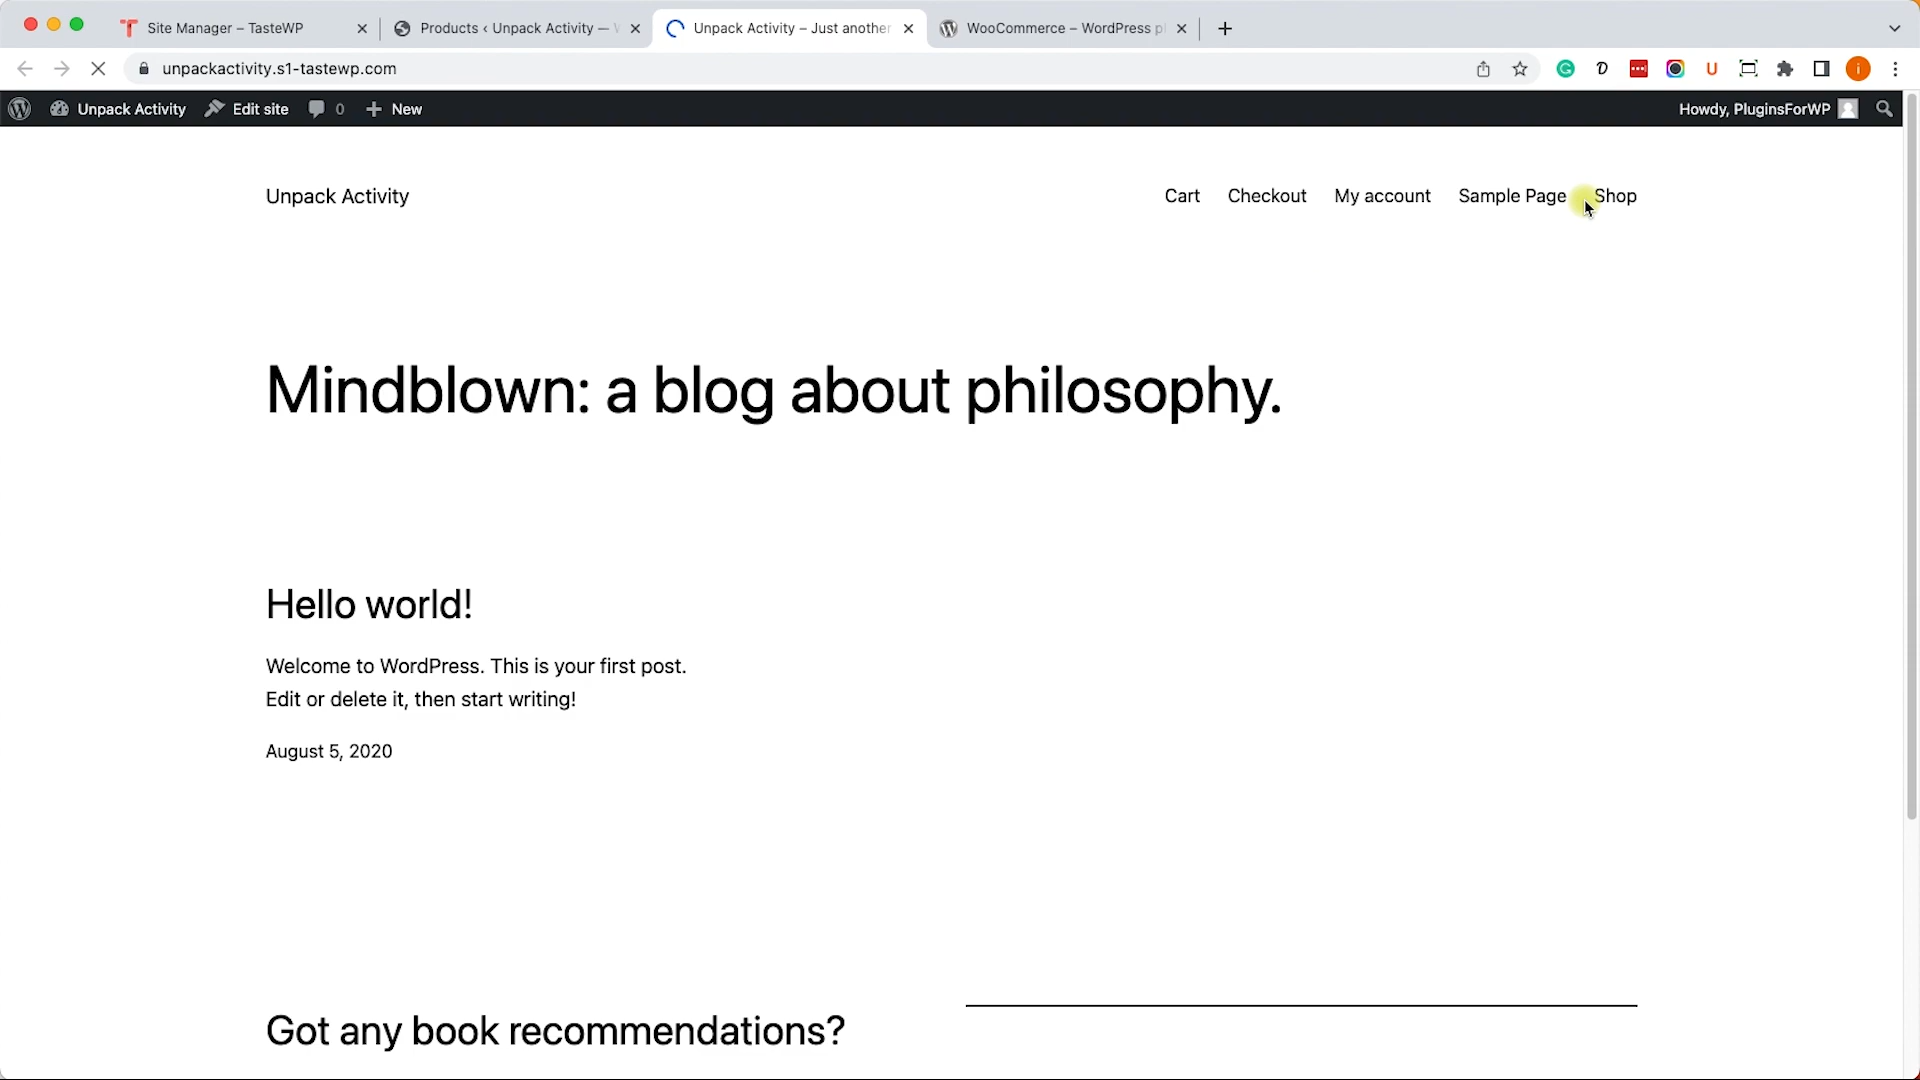 Site Manager – TasteWP
Products ‹ Unpack Activity —
Unpack Activity – Just another
WooCommerce – WordPress pl
unpackactivity.s1-tastewp.com
Unpack Activity
Edit site
0
New
Howdy, PluginsForWP
Unpack Activity
Cart
Checkout
My account
Sample Page
Shop
Mindblown: a blog about philosophy.
Hello world!
Welcome to WordPress. This is your first post.
Edit or delete it, then start writing!
August 5, 2020
Got any book recommendations?